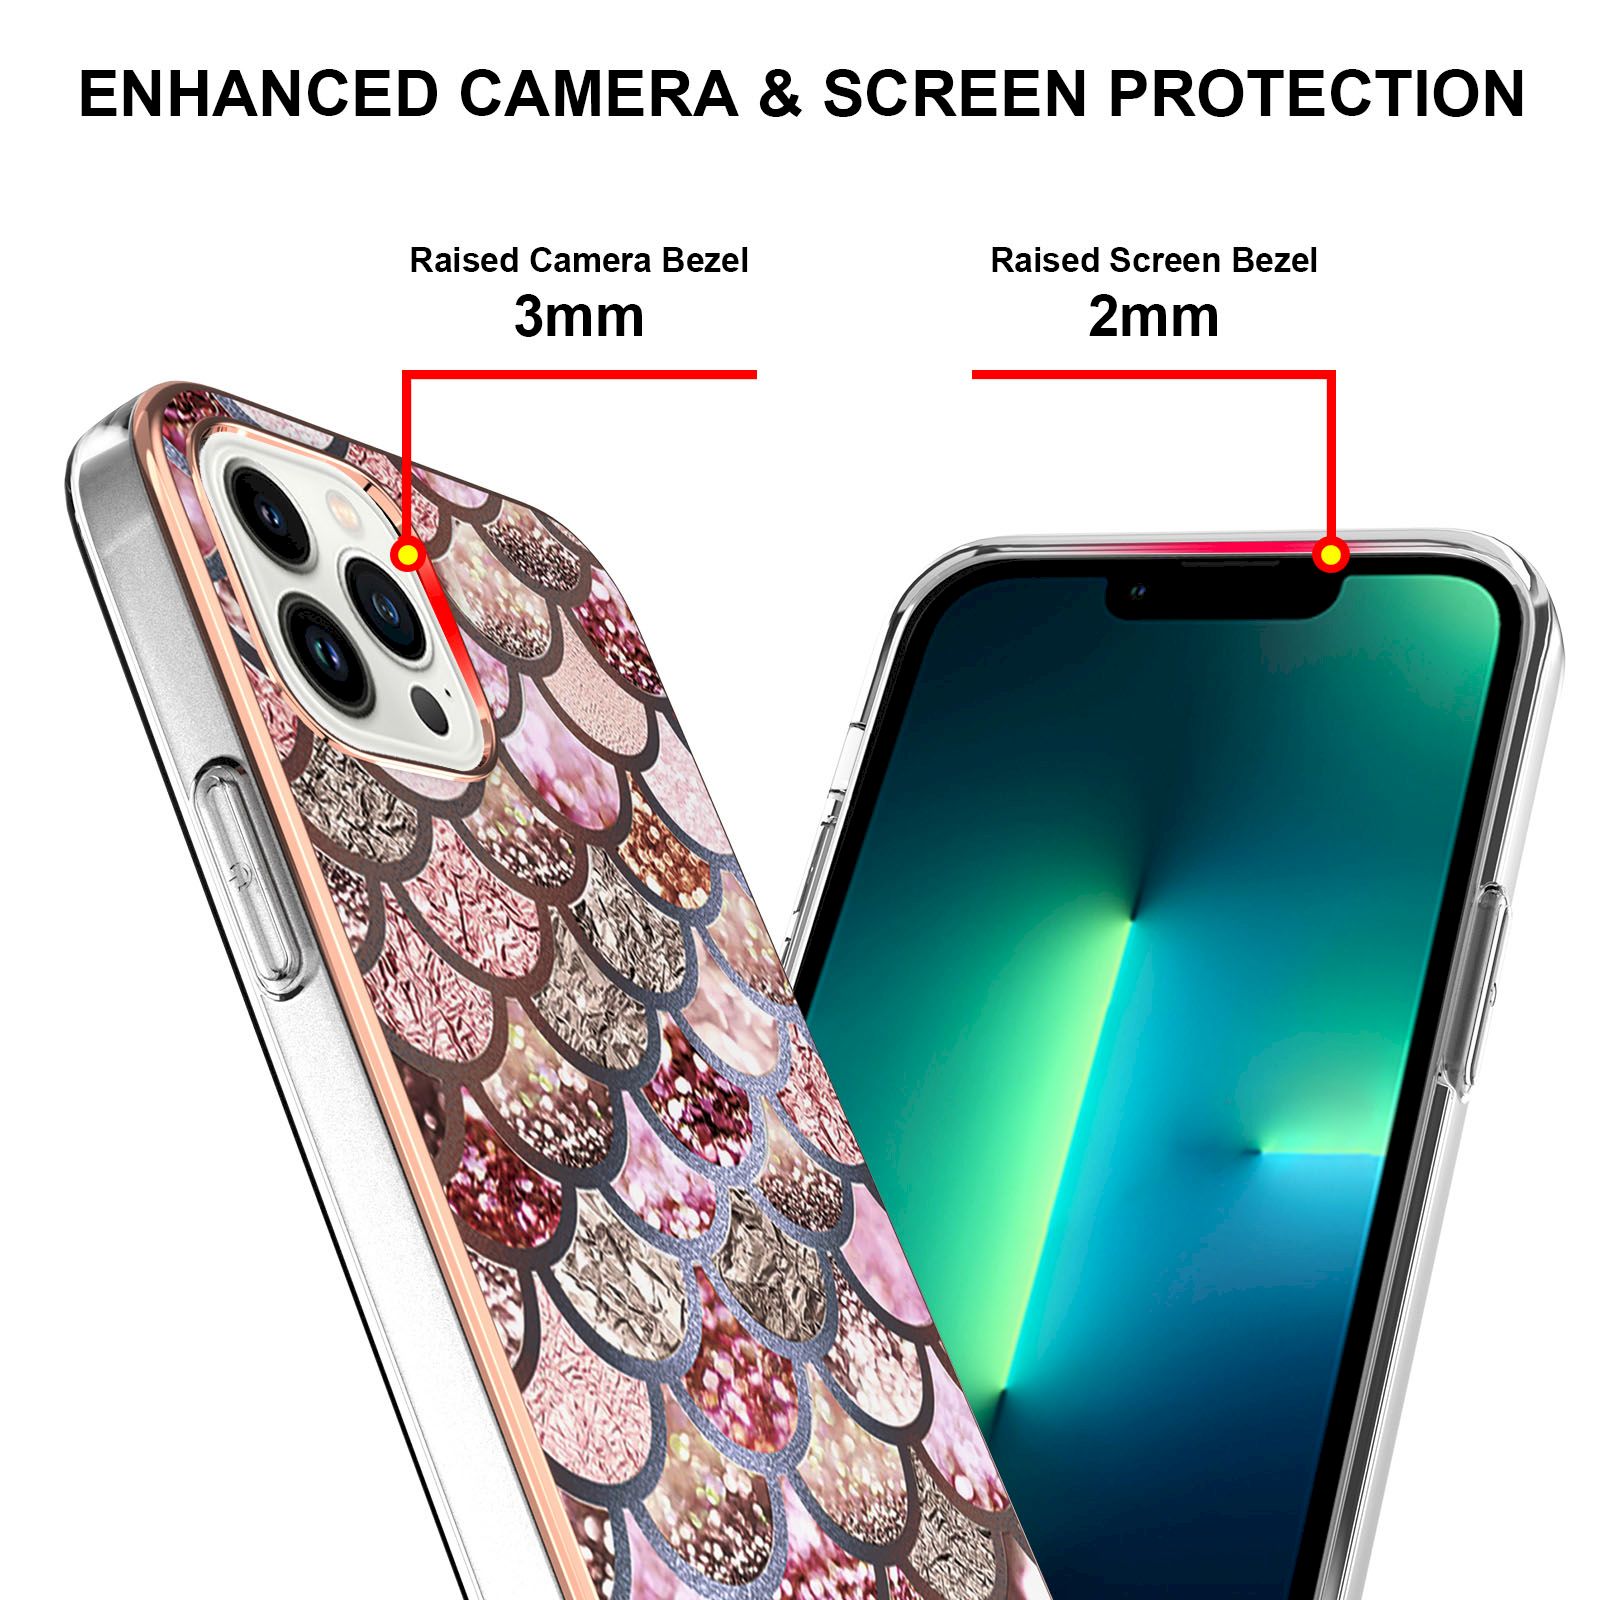 ENHANCED CAMERA & SCREEN PROTECTION
Raised Camera Bezel
3mm
Raised Screen Bezel
2mm